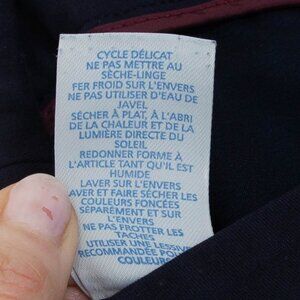 CYCLE DÉLICAT
NE PAS METTRE AU
SÈCHE-LINGE
FER FROID SUR L'ENVERS
NE PAS UTILISER D'EAU DE
JAVEL
SÉCHER À PLAT, À L'ABRI
DE LA CHALEUR ET DE LA
LUMIÈRE DIRECTE DU
SOLEIL
REDONNER FORME À
L'ARTICLE TANT QU'IL EST
HUMIDE
LAVER SUR L'ENVERS
LAVER ET FAIRE SÉCHER LES
COULEURS FONCÉES
SÉPARÉMENT ET SUR
L'ENVERS
NE PAS FROTTER LES
TACHES
UTILISER UNE LESSIVE
RECOMMANDÉE POUR
COULEURS